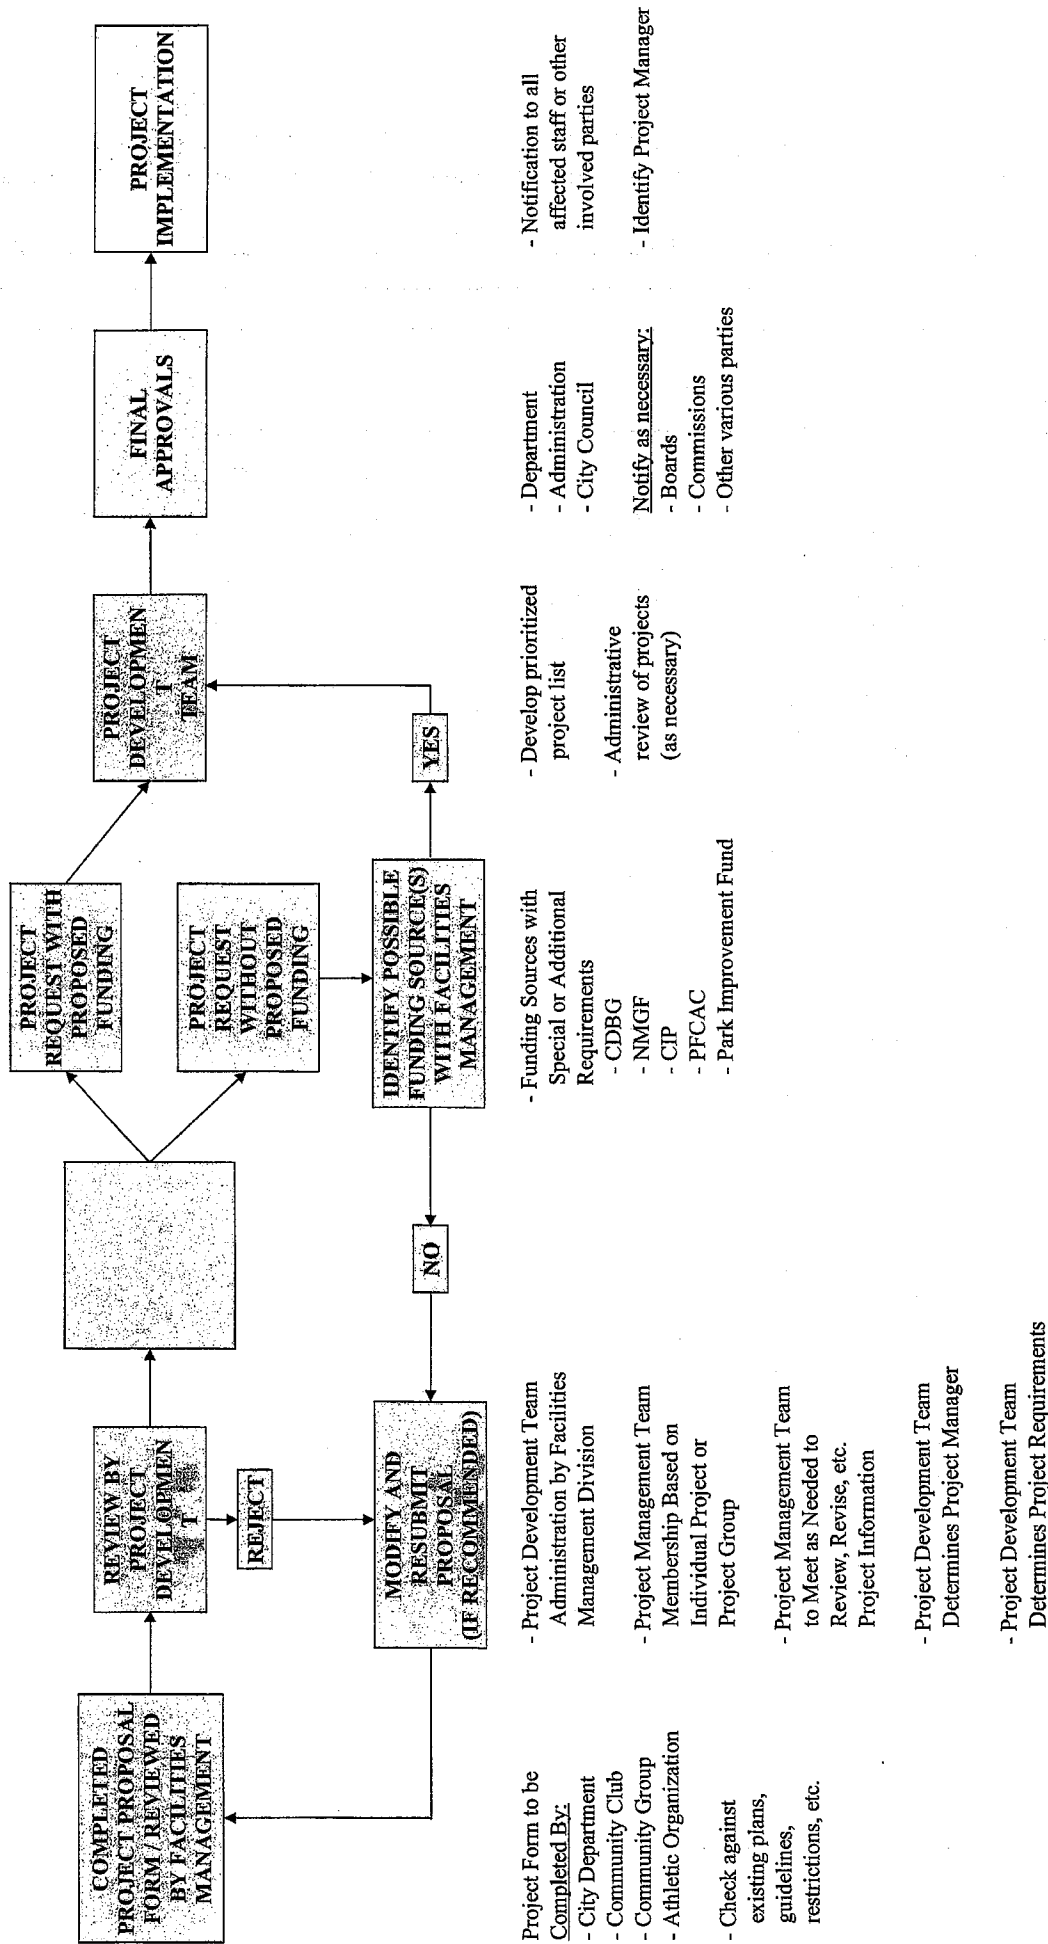 COMPLETED
PROJECT PROPOSAL
FORM / REVIEWED
BY FACILITIES
MANAGEMENT
REVIEW BY
PROJECT
DEVELOPMEN
T
REJECT
MODIFY AND
RESUBMIT
PROPOSAL
(IF RECOMMENDED)
NO
PROJECT
REQUEST WITH
PROPOSED
FUNDING
PROJECT
REQUEST
WITHOUT
PROPOSED
FUNDING
IDENTIFY POSSIBLE
FUNDING SOURCE(S)
WITH FACILITIES
MANAGEMENT
YES
PROJECT
DEVELOPMEN
T
TEAM
FINAL
APPROVALS
PROJECT
IMPLEMENTATION
Project Form to be
Completed By:
- City Department
- Community Club
- Community Group
- Athletic Organization
- Check against
existing plans,
guidelines,
restrictions, etc.
- Project Development Team
Administration by Facilities
Management Division
- Project Management Team
Membership Based on
Individual Project or
Project Group
- Project Management Team
to Meet as Needed to
Review, Revise, etc.
Project Information
- Project Development Team
Determines Project Manager
- Project Development Team
Determines Project Requirements
- Funding Sources with
Special or Additional
Requirements
- CDBG
- NMGF
- CIP
- PFCAC
- Park Improvement Fund
- Develop prioritized
project list
- Administrative
review of projects
(as necessary)
- Department
- Administration
- City Council
Notify as necessary:
- Boards
- Commissions
- Other various parties
- Notification to all
affected staff or other
involved parties
- Identify Project Manager